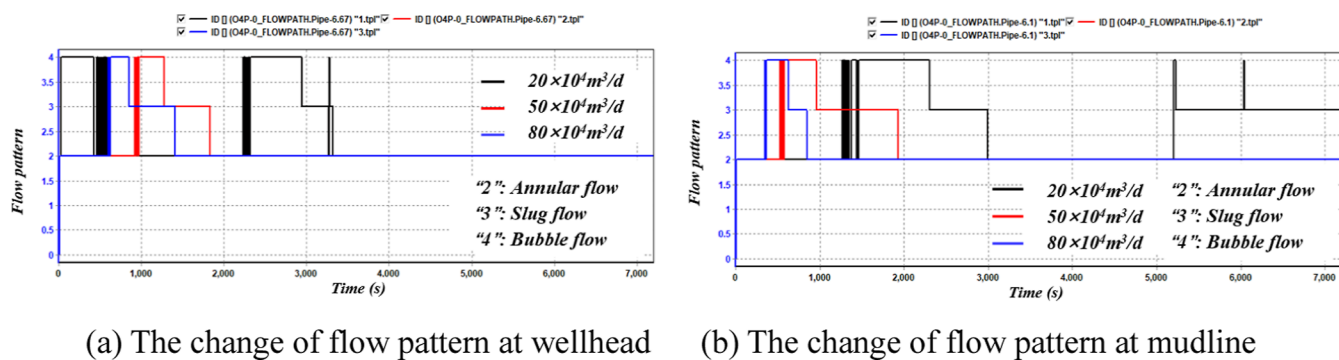 ID [] (O4P-0_FLOWPATH.Pipe-6.67) "1.tpl" ID [] (O4P-0_FLOWPATH.Pipe-6.67) "2.tpl"
ID [] (O4P-0_FLOWPATH.Pipe-6.67) "3.tpl"
4
3.5
3
2.5
2
1.5
1
0.5
0
Flow pattern
20×10⁴m³/d
50×10⁴m³/d
80×10⁴m³/d
“2”: Annular flow
“3”: Slug flow
“4”: Bubble flow
0 1,000 2,000 3,000 4,000 5,000 6,000 7,000
Time (s)
(a) The change of flow pattern at wellhead
ID [] (O4P-0_FLOWPATH.Pipe-6.1) "1.tpl" ID [] (O4P-0_FLOWPATH.Pipe-6.1) "2.tpl"
ID [] (O4P-0_FLOWPATH.Pipe-6.1) "3.tpl"
4
3.5
3
2.5
2
1.5
1
0.5
0
Flow pattern
20×10⁴m³/d “2”: Annular flow
50×10⁴m³/d “3”: Slug flow
80×10⁴m³/d “4”: Bubble flow
0 1,000 2,000 3,000 4,000 5,000 6,000 7,000
Time (s)
(b) The change of flow pattern at mudline